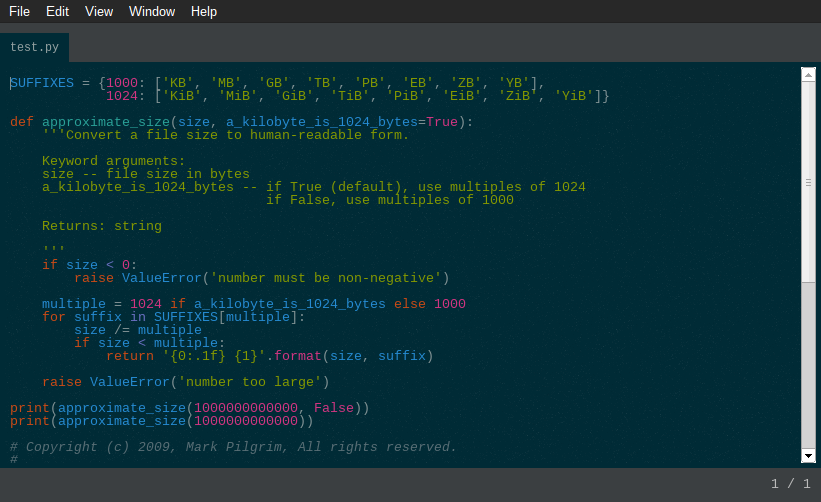 File Edit View Window Help
test.py
SUFFIXES = {1000: ['KB', 'MB', 'GB', 'TB', 'PB', 'EB', 'ZB', 'YB'],
            1024: ['KiB', 'MiB', 'GiB', 'TiB', 'PiB', 'EiB', 'ZiB', 'YiB']}

def approximate_size(size, a_kilobyte_is_1024_bytes=True):
    '''Convert a file size to human-readable form.

    Keyword arguments:
    size -- file size in bytes
    a_kilobyte_is_1024_bytes -- if True (default), use multiples of 1024
                                if False, use multiples of 1000

    Returns: string

    '''
    if size < 0:
        raise ValueError('number must be non-negative')

    multiple = 1024 if a_kilobyte_is_1024_bytes else 1000
    for suffix in SUFFIXES[multiple]:
        size /= multiple
        if size < multiple:
            return '{0:.1f} {1}'.format(size, suffix)

    raise ValueError('number too large')

print(approximate_size(1000000000000, False))
print(approximate_size(1000000000000))

# Copyright (c) 2009, Mark Pilgrim, All rights reserved.
#
1 / 1